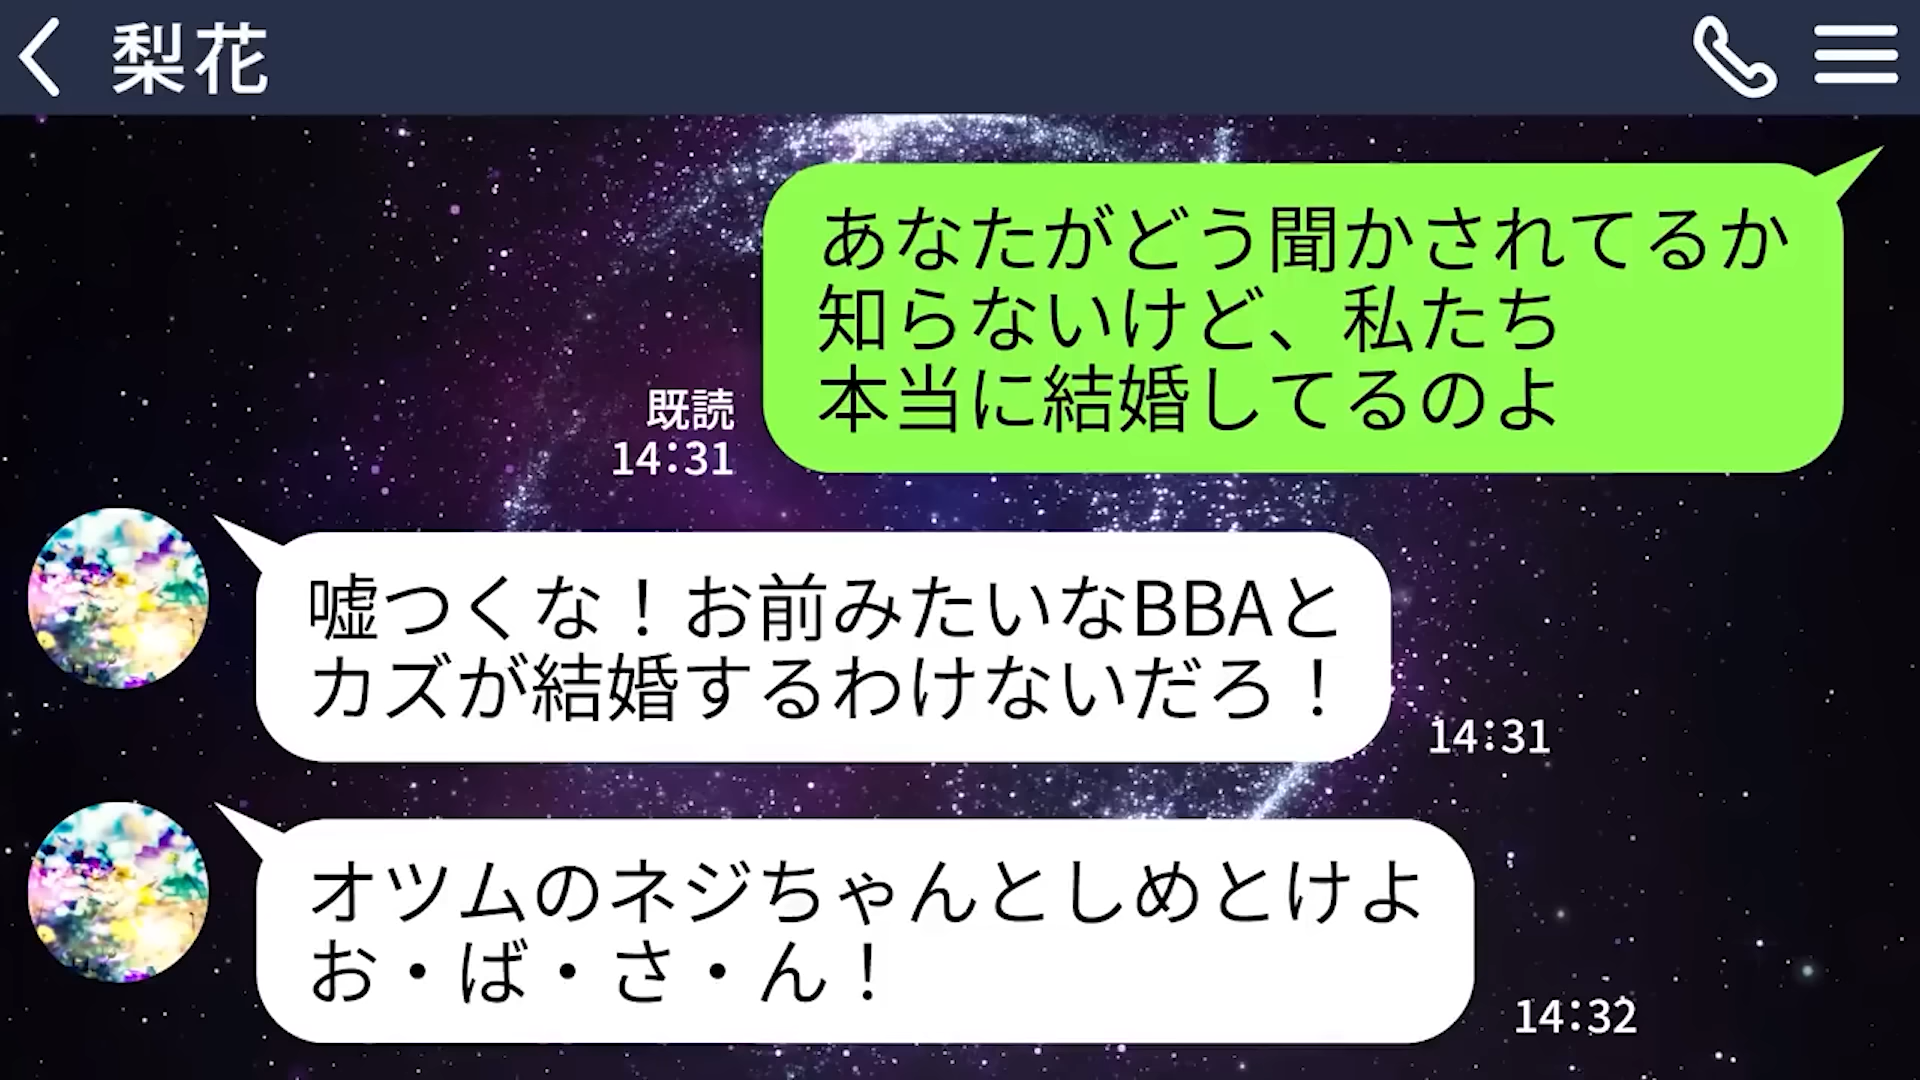 梨花
あなたがどう聞かされてるか
知らないけど、私たち
本当に結婚してるのよ
既読
14:31
嘘つくな！お前みたいなBBAと
カズが結婚するわけないだろ！
14:31
オツムのネジちゃんとしめとけよ
お・ば・さ・ん！
14:32